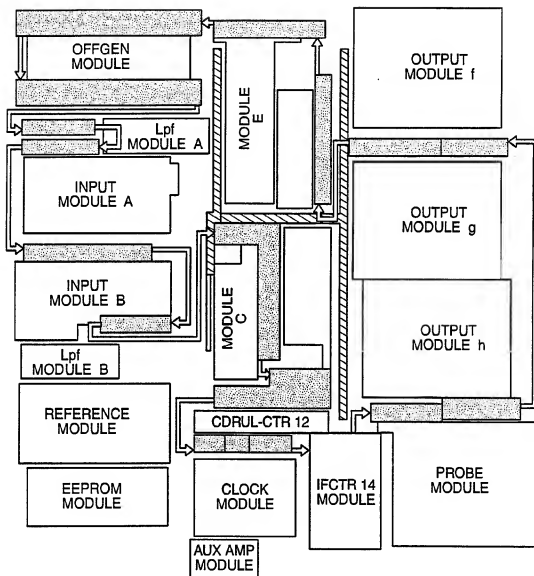 OFFGEN
MODULE
Lpf
MODULE A
INPUT
MODULE A
INPUT
MODULE B
Lpf
MODULE B
REFERENCE
MODULE
EEPROM
MODULE
MODULE
E
MODULE
C
CDRUL-CTR 12
CLOCK
MODULE
AUX AMP
MODULE
IFCTR 14
MODULE
OUTPUT
MODULE f
OUTPUT
MODULE g
OUTPUT
MODULE h
PROBE
MODULE